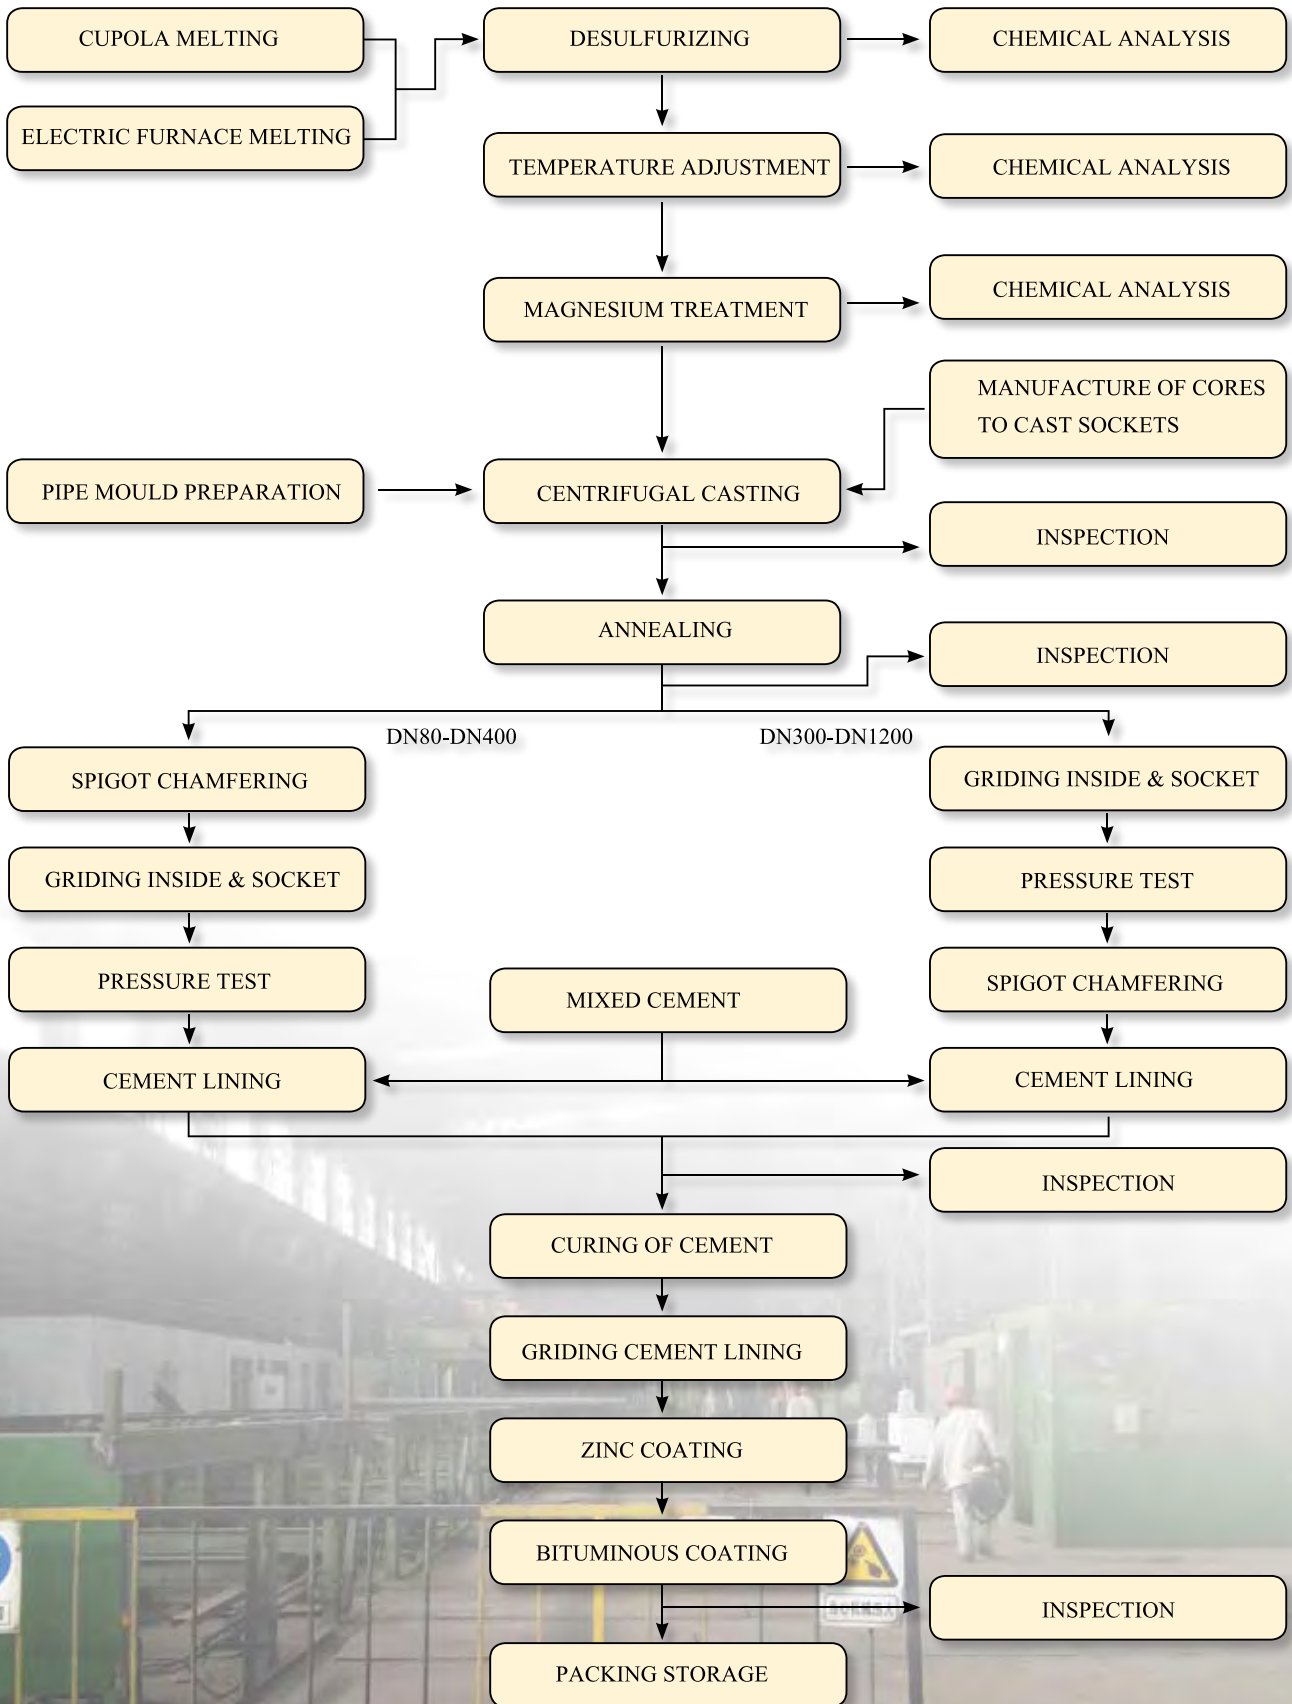 CUPOLA MELTING
DESULFURIZING
CHEMICAL ANALYSIS
ELECTRIC FURNACE MELTING
TEMPERATURE ADJUSTMENT
CHEMICAL ANALYSIS
MAGNESIUM TREATMENT
CHEMICAL ANALYSIS
MANUFACTURE OF CORES
TO CAST SOCKETS
PIPE MOULD PREPARATION
CENTRIFUGAL CASTING
INSPECTION
ANNEALING
INSPECTION
DN80-DN400
DN300-DN1200
SPIGOT CHAMFERING
GRIDING INSIDE & SOCKET
GRIDING INSIDE & SOCKET
PRESSURE TEST
PRESSURE TEST
MIXED CEMENT
SPIGOT CHAMFERING
CEMENT LINING
CEMENT LINING
INSPECTION
CURING OF CEMENT
GRIDING CEMENT LINING
ZINC COATING
BITUMINOUS COATING
INSPECTION
PACKING STORAGE